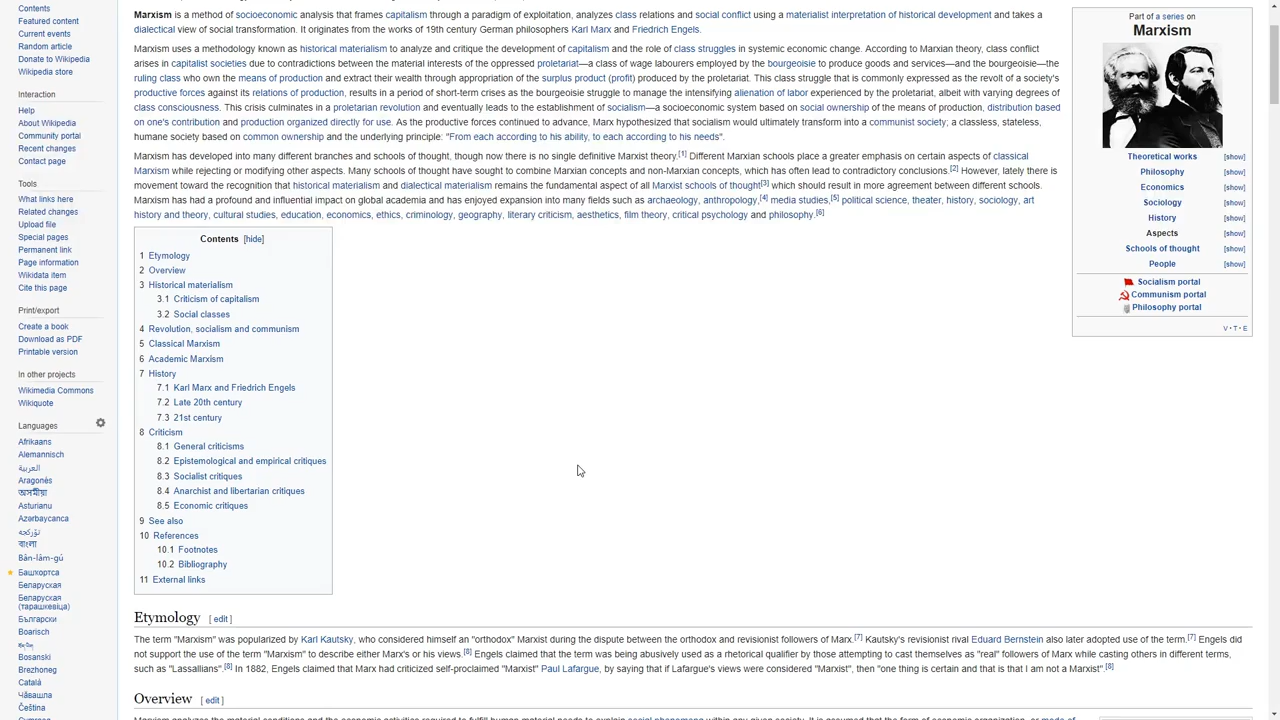 Contents
Featured content
Current events
Random article
Donate to Wikipedia
Wikipedia store
Interaction
Help
About Wikipedia
Community portal
Recent changes
Contact page
Tools
What links here
Related changes
Upload file
Special pages
Permanent link
Page information
Wikidata item
Cite this page
Print/export
Create a book
Download as PDF
Printable version
In other projects
Wikimedia Commons
Wikiquote
Languages
Afrikaans
Alemannisch
العربية
Aragonés
অসমীয়া
Asturianu
Azərbaycanca
تۆرکجه
বাংলা
Bân-lâm-gú
Башҡортса
Беларуская
Беларуская
(тарашкевіца)
Български
Boarisch
Bosanski
Brezhoneg
Català
Чӑвашла
Čeština
Marxism is a method of socioeconomic analysis that frames capitalism through a paradigm of exploitation, analyzes class relations and social conflict using a materialist interpretation of historical development and takes a
dialectical view of social transformation. It originates from the works of 19th century German philosophers Karl Marx and Friedrich Engels.
Marxism uses a methodology known as historical materialism to analyze and critique the development of capitalism and the role of class struggles in systemic economic change. According to Marxian theory, class conflict
arises in capitalist societies due to contradictions between the material interests of the oppressed proletariat—a class of wage labourers employed by the bourgeoisie to produce goods and services—and the bourgeoisie—the
ruling class who own the means of production and extract their wealth through appropriation of the surplus product (profit) produced by the proletariat. This class struggle that is commonly expressed as the revolt of a society's
productive forces against its relations of production, results in a period of short-term crises as the bourgeoisie struggle to manage the intensifying alienation of labor experienced by the proletariat, albeit with varying degrees of
class consciousness. This crisis culminates in a proletarian revolution and eventually leads to the establishment of socialism—a socioeconomic system based on social ownership of the means of production, distribution based
on one's contribution and production organized directly for use. As the productive forces continued to advance, Marx hypothesized that socialism would ultimately transform into a communist society; a classless, stateless,
humane society based on common ownership and the underlying principle: "From each according to his ability, to each according to his needs".
Marxism has developed into many different branches and schools of thought, though now there is no single definitive Marxist theory.[1] Different Marxian schools place a greater emphasis on certain aspects of classical
Marxism while rejecting or modifying other aspects. Many schools of thought have sought to combine Marxian concepts and non-Marxian concepts, which has often lead to contradictory conclusions.[2] However, lately there is
movement toward the recognition that historical materialism and dialectical materialism remains the fundamental aspect of all Marxist schools of thought[3] which should result in more agreement between different schools.
Marxism has had a profound and influential impact on global academia and has enjoyed expansion into many fields such as archaeology, anthropology,[4] media studies,[5] political science, theater, history, sociology, art
history and theory, cultural studies, education, economics, ethics, criminology, geography, literary criticism, aesthetics, film theory, critical psychology and philosophy.[6]
Contents [hide]
1 Etymology
2 Overview
3 Historical materialism
3.1 Criticism of capitalism
3.2 Social classes
4 Revolution, socialism and communism
5 Classical Marxism
6 Academic Marxism
7 History
7.1 Karl Marx and Friedrich Engels
7.2 Late 20th century
7.3 21st century
8 Criticism
8.1 General criticisms
8.2 Epistemological and empirical critiques
8.3 Socialist critiques
8.4 Anarchist and libertarian critiques
8.5 Economic critiques
9 See also
10 References
10.1 Footnotes
10.2 Bibliography
11 External links
Etymology [ edit ]
The term "Marxism" was popularized by Karl Kautsky, who considered himself an "orthodox" Marxist during the dispute between the orthodox and revisionist followers of Marx.[7] Kautsky's revisionist rival Eduard Bernstein also later adopted use of the term.[7] Engels did
not support the use of the term "Marxism" to describe either Marx's or his views.[8] Engels claimed that the term was being abusively used as a rhetorical qualifier by those attempting to cast themselves as "real" followers of Marx while casting others in different terms,
such as "Lassallians".[8] In 1882, Engels claimed that Marx had criticized self-proclaimed "Marxist" Paul Lafargue, by saying that if Lafargue's views were considered "Marxist", then "one thing is certain and that is that I am not a Marxist".[8]
Overview [ edit ]
Part of a series on
Marxism
Theoretical works [show]
Philosophy [show]
Economics [show]
Sociology [show]
History [show]
Aspects [show]
Schools of thought [show]
People [show]
Socialism portal
Communism portal
Philosophy portal
V · T · E